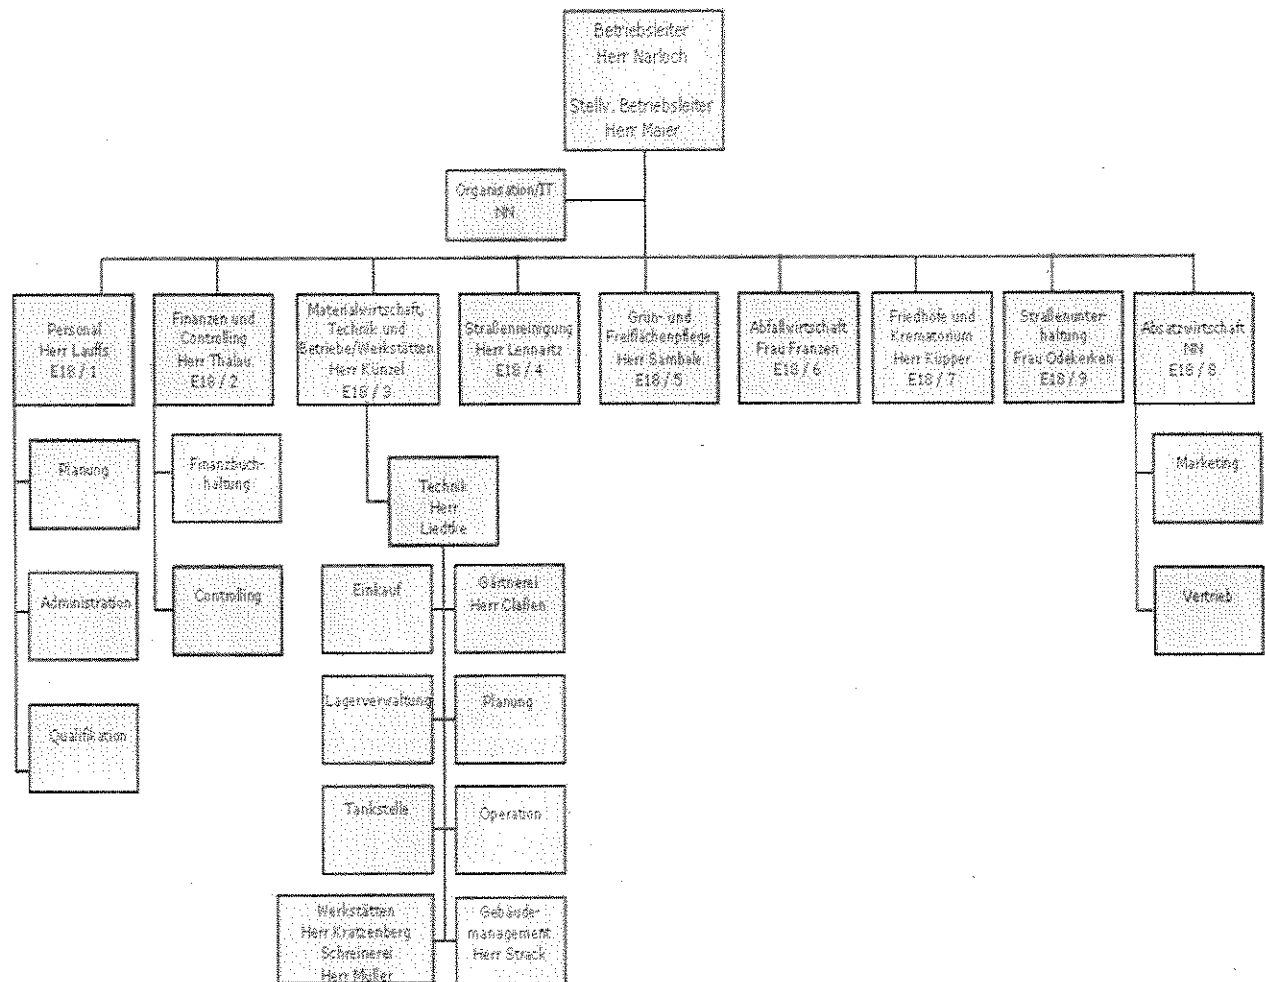 Betriebsleiter
Herr Narloch
Stellv. Betriebsleiter
Herr Maier
Organisation/IT
NN
Personal
Herr Lauffs
E18 / 1
Finanzen und
Controlling
Herr Thalau
E18 / 2
Materialwirtschaft,
Technik und
Betriebe/Werkstätten
Herr Künzel
E18 / 3
Straßenreinigung
Herr Lennartz
E18 / 4
Grün- und
Freiflächenpflege
Herr Sambale
E18 / 5
Abfallwirtschaft
Frau Franzen
E18 / 6
Friedhöfe und
Krematorium
Herr Küpper
E18 / 7
Straßenunter-
haltung
Frau Odekerken
E18 / 9
Absatzwirtschaft
NN
E18 / 8
Planung
Administration
Qualifikation
Finanzbuch-
haltung
Controlling
Technik
Herr
Liedtke
Einkauf
Gärtnerei
Herr Claßen
Lagerverwaltung
Planung
Tankstelle
Operation
Werkstätten
Herr Kratzenberg
Schreinerei
Herr Müller
Gebäude-
management
Herr Strack
Marketing
Vertrieb